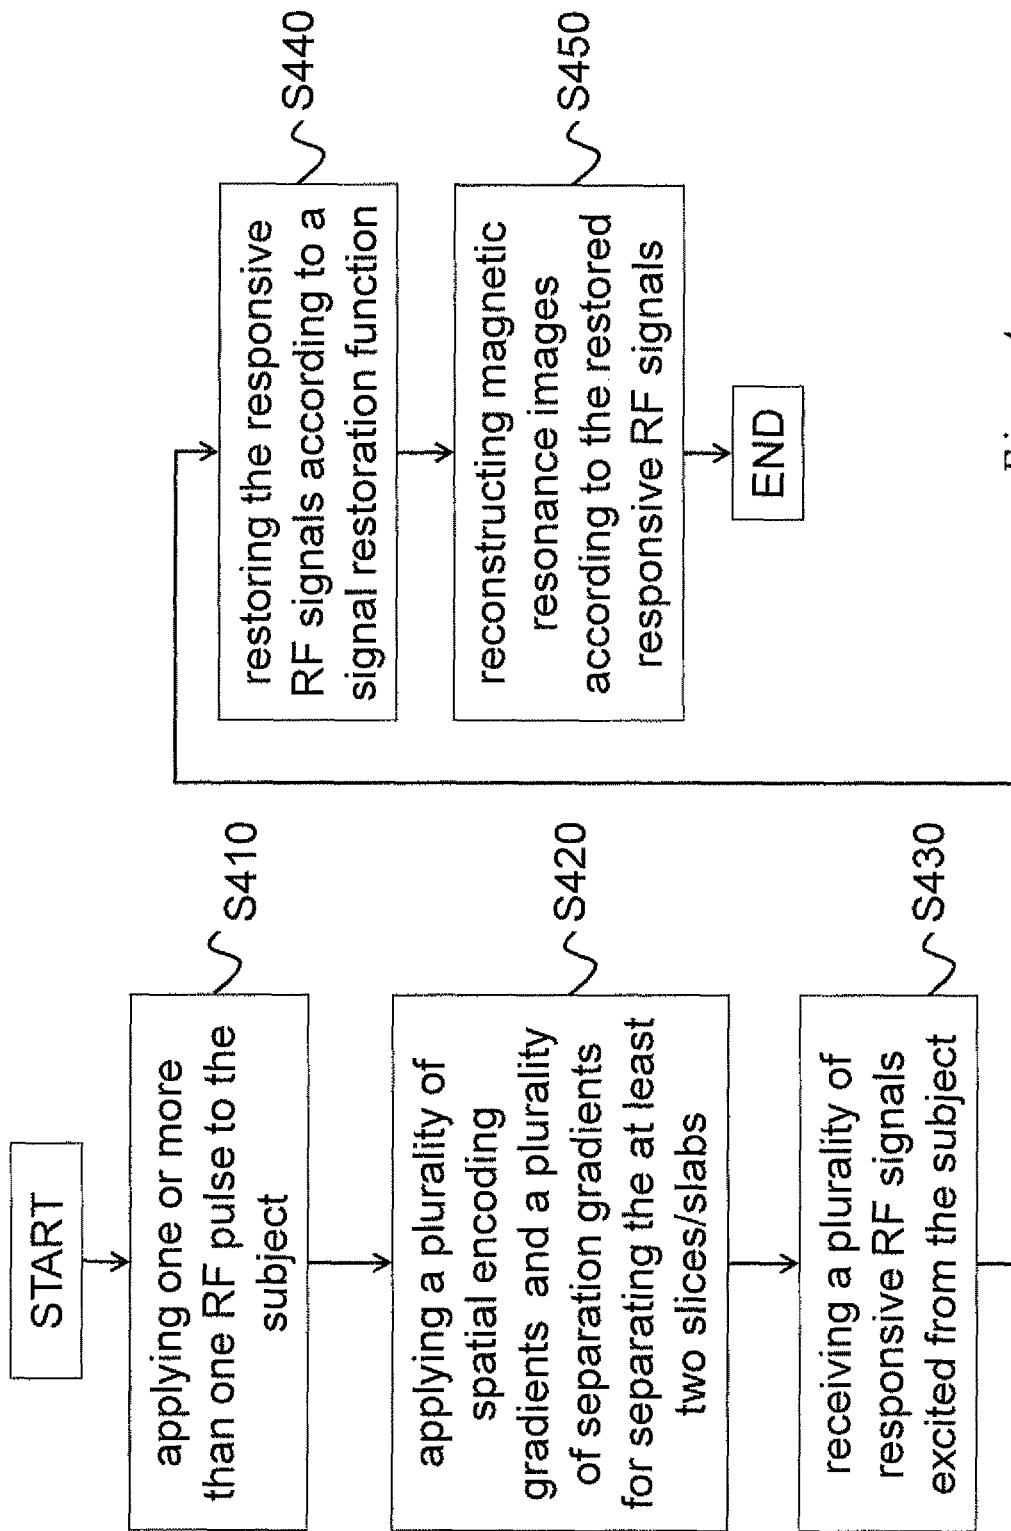 START
applying one or more
than one RF pulse to the
subject
S410
applying a plurality of
spatial encoding
gradients and a plurality
of separation gradients
for separating the at least
two slices/slabs
S420
receiving a plurality of
responsive RF signals
excited from the subject
S430
restoring the responsive
RF signals according to a
signal restoration function
S440
reconstructing magnetic
resonance images
according to the restored
responsive RF signals
S450
END